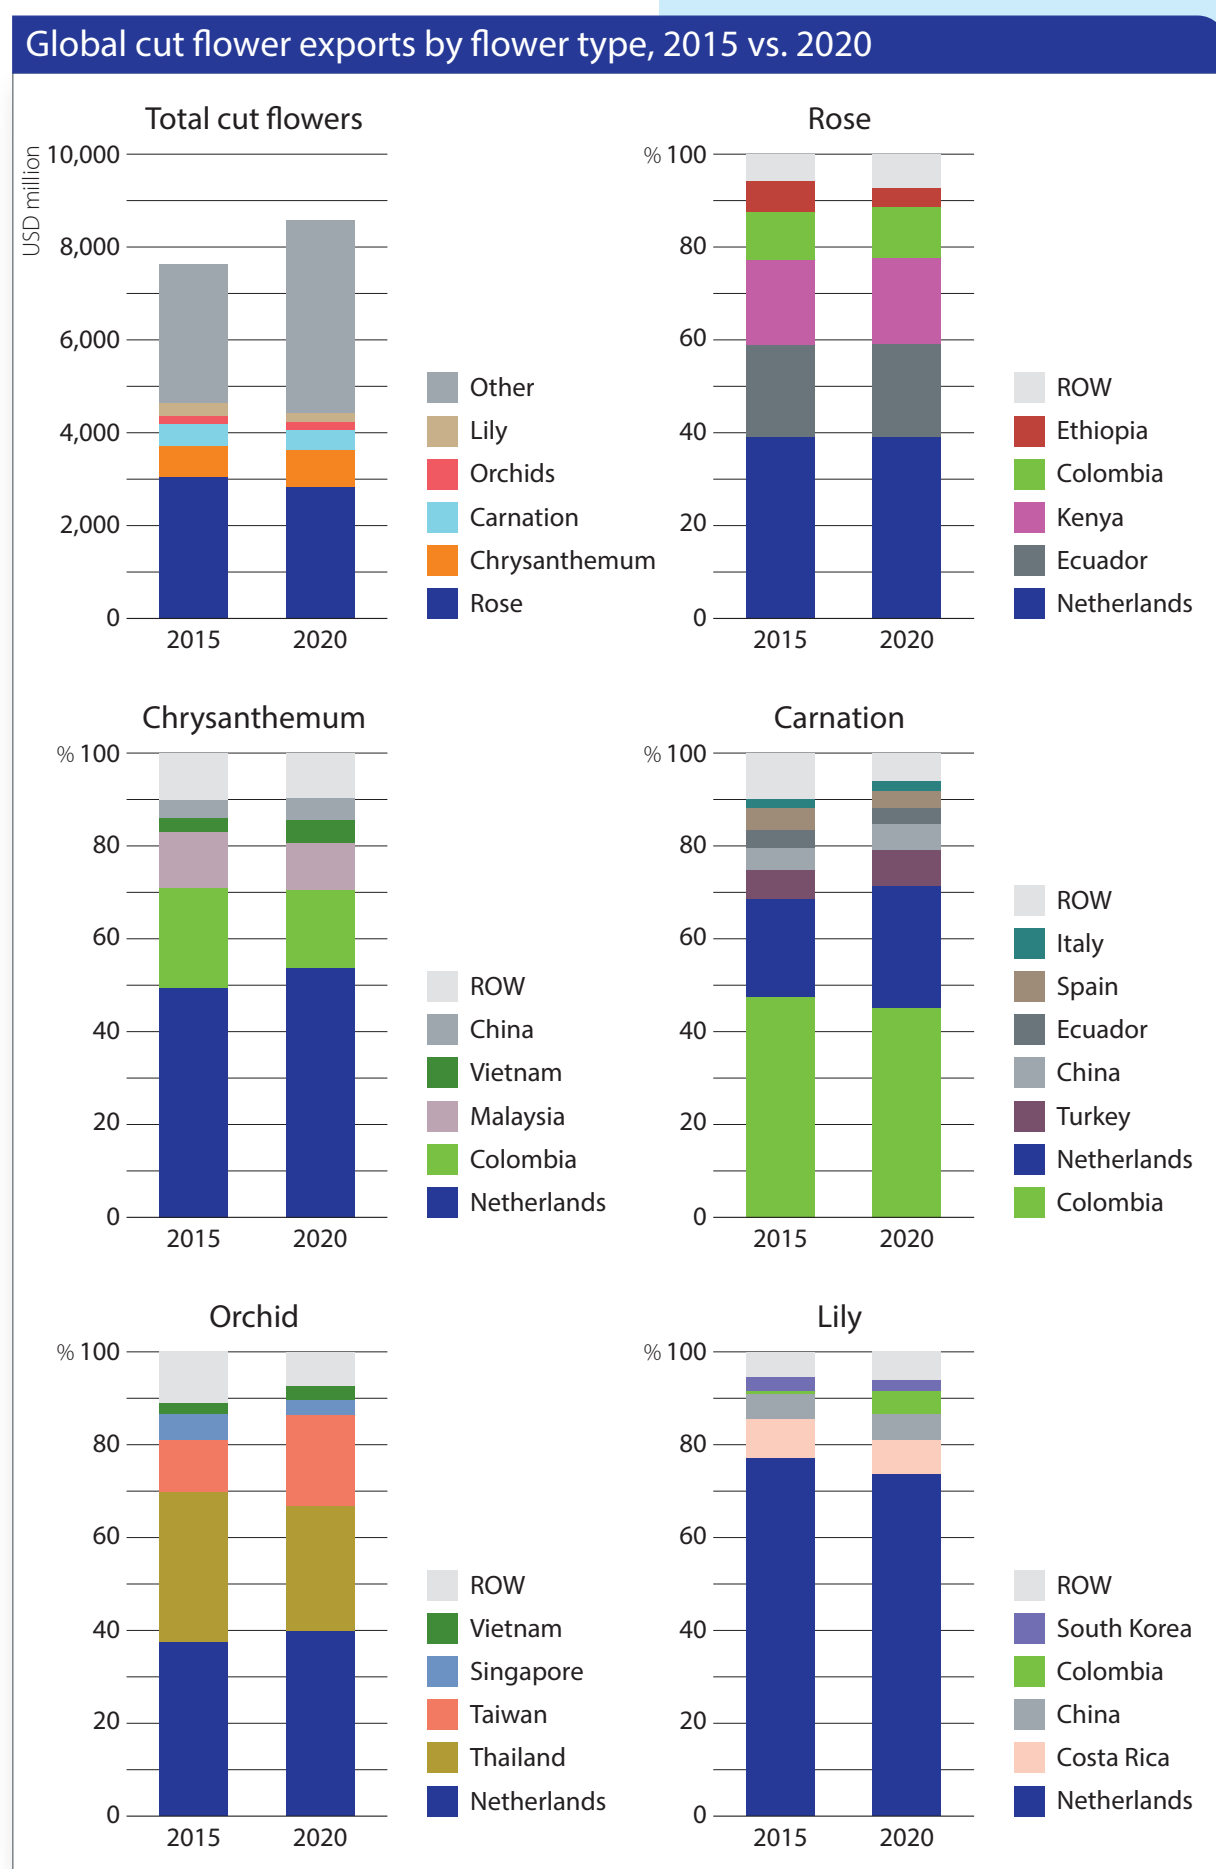 Global cut flower exports by flower type, 2015 vs. 2020
Total cut flowers
USD million
10,000
8,000
6,000
4,000
2,000
0
2015
2020
Other
Lily
Orchids
Carnation
Chrysanthemum
Rose
Rose
% 100
80
60
40
20
0
2015
2020
ROW
Ethiopia
Colombia
Kenya
Ecuador
Netherlands
Chrysanthemum
% 100
80
60
40
20
0
2015
2020
ROW
China
Vietnam
Malaysia
Colombia
Netherlands
Carnation
% 100
80
60
40
20
0
2015
2020
ROW
Italy
Spain
Ecuador
China
Turkey
Netherlands
Colombia
Orchid
% 100
80
60
40
20
0
2015
2020
ROW
Vietnam
Singapore
Taiwan
Thailand
Netherlands
Lily
% 100
80
60
40
20
0
2015
2020
ROW
South Korea
Colombia
China
Costa Rica
Netherlands